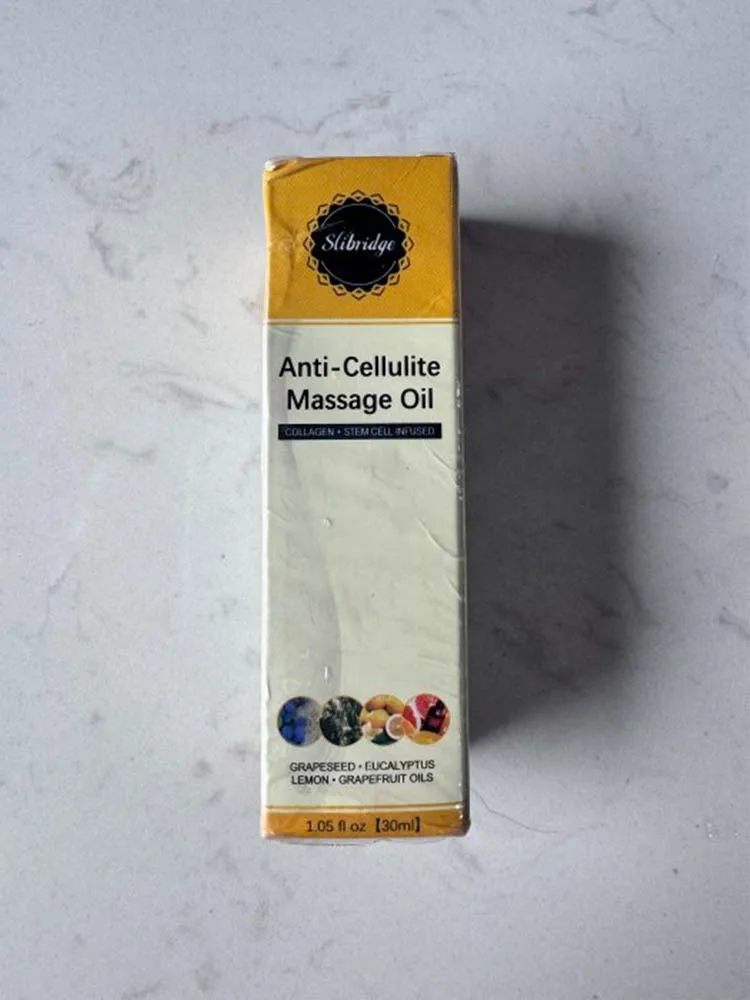 Slibridge
Anti-Cellulite
Massage Oil
COLLAGEN • STEM CELL INFUSED
GRAPESEED • EUCALYPTUS
LEMON • GRAPEFRUIT OILS
1.05 fl oz【30ml】